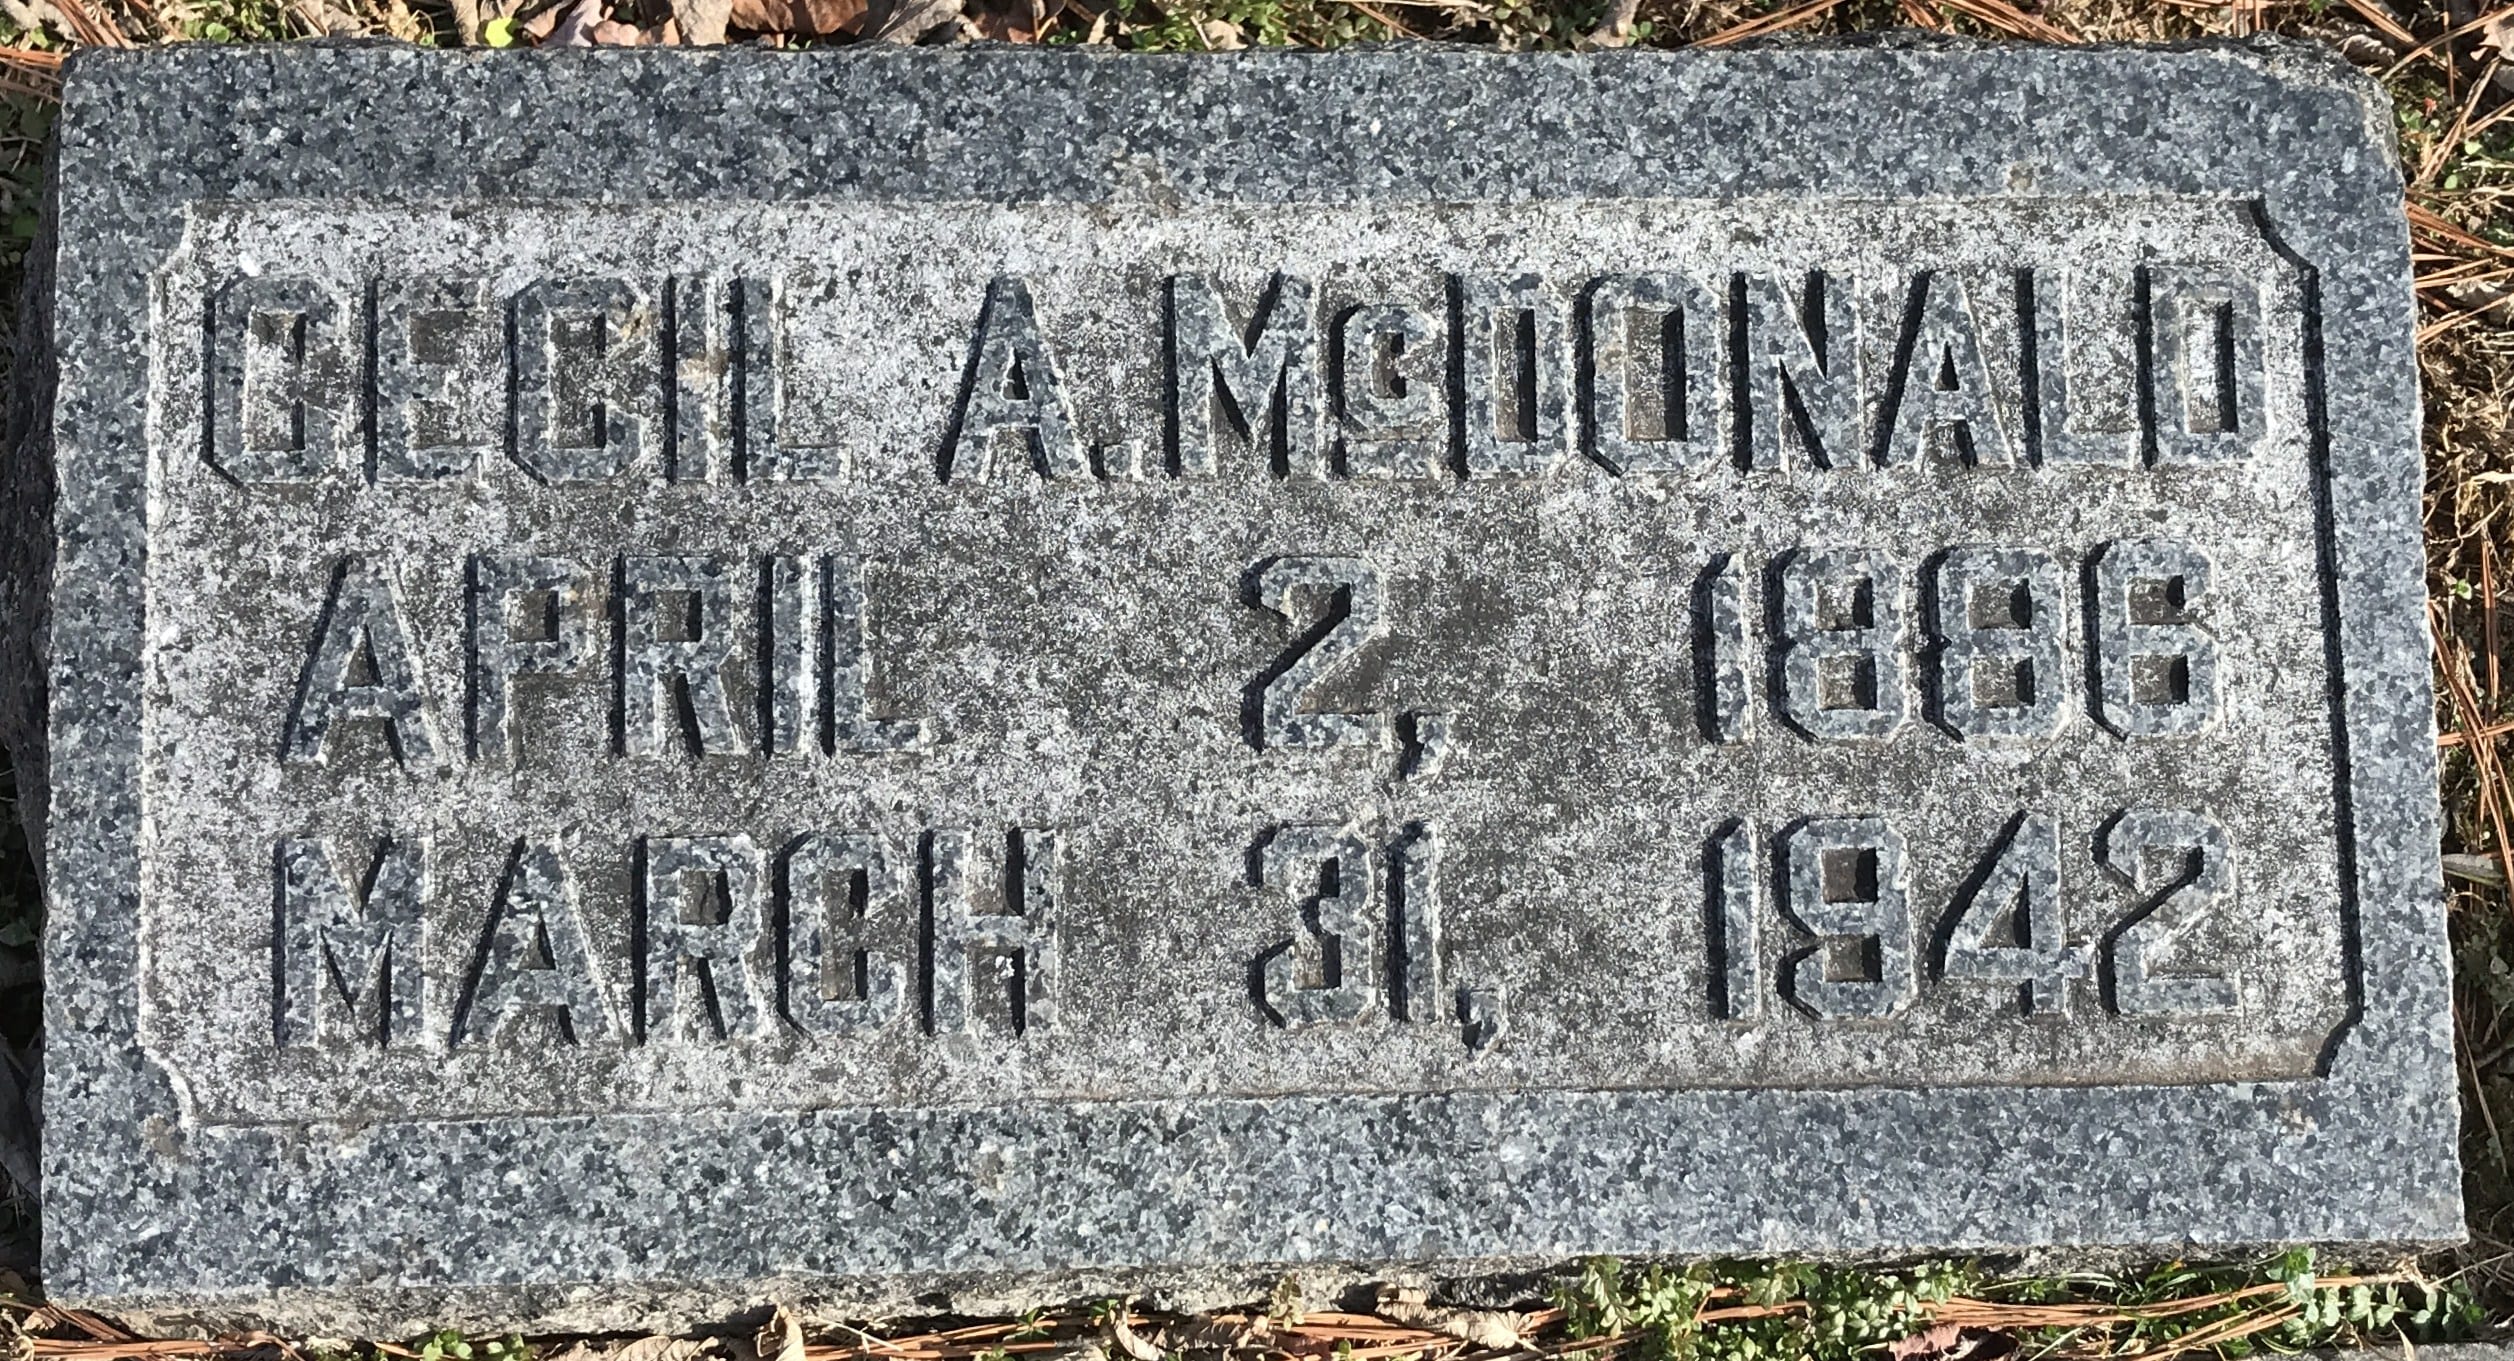 CECIL A. McDONALD
APRIL 2, 1886
MARCH 31, 1942